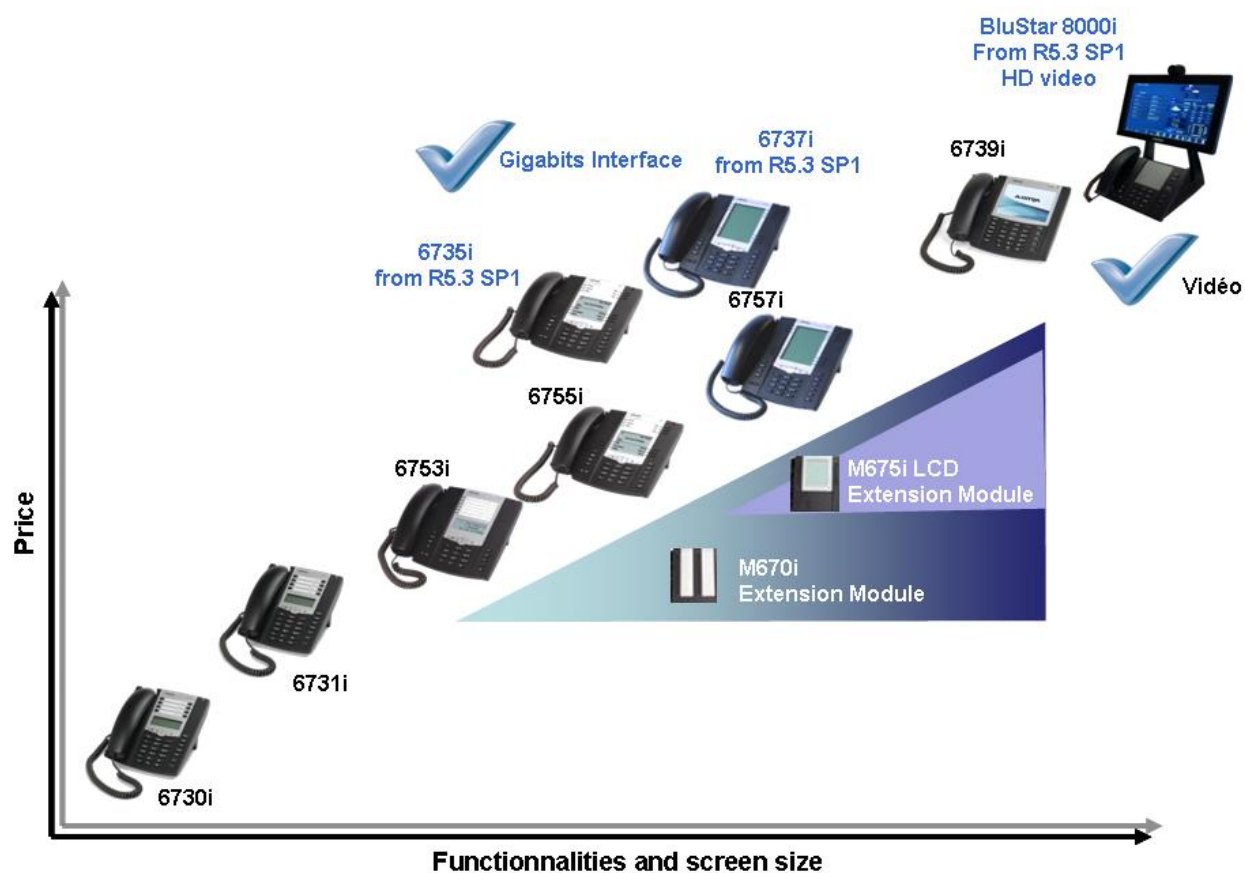 BluStar 8000i
From R5.3 SP1
HD video
Gigabits Interface
6737i
from R5.3 SP1
6739i
6735i
from R5.3 SP1
Vidéo
6757i
6755i
6753i
M675i LCD
Extension Module
M670i
Extension Module
Price
6731i
6730i
Functionnalities and screen size